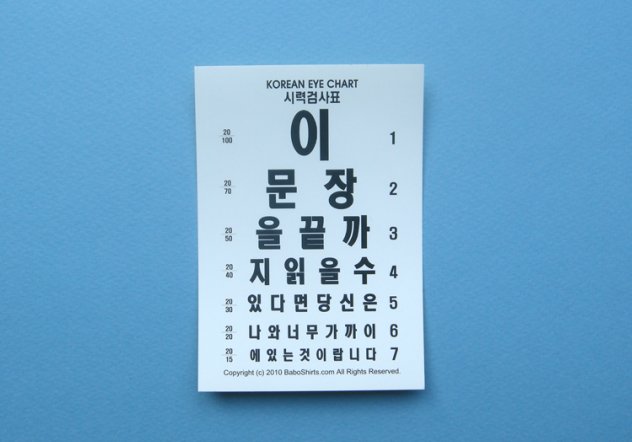 KOREAN EYE CHART
시력검사표
20/100 이 1
20/70 문 장 2
20/50 을 끝 까 3
20/40 지 읽 을 수 4
20/30 있 다 면 당 신 은 5
20/20 나 와 너 무 가 까 이 6
20/15 에 있 는 것 이 랍 니 다 7
Copyright (c) 2010 BaboShirts.com All Rights Reserved.